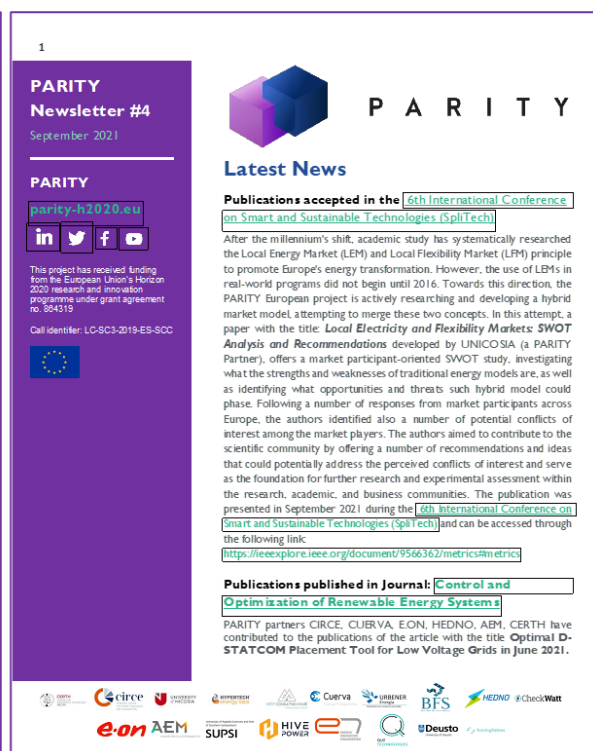 1
PARITY
Newsletter #4
September 2021
PARITY
parity-h2020.eu
in
f
This project has received funding
from the European Union's Horizon
2020 research and innovation
programme under grant agreement
no. 864319
Call identifier: LC-SC3-2019-ES-SCC
PARITY
Latest News
Publications accepted in the 6th International Conference
on Smart and Sustainable Technologies (SpliTech)
After the millennium's shift, academic study has systematically researched
the Local Energy Market (LEM) and Local Flexibility Market (LFM) principle
to promote Europe's energy transformation. However, the use of LEMs in
real-world programs did not begin until 2016. Towards this direction, the
PARITY European project is actively researching and developing a hybrid
market model, attempting to merge these two concepts. In this attempt, a
paper with the title: Local Electricity and Flexibility Markets: SWOT
Analysis and Recommendations developed by UNICOSIA (a PARITY
Partner), offers a market participant-oriented SWOT study, investigating
what the strengths and weaknesses of traditional energy models are, as well
as identifying what opportunities and threats such hybrid model could
phase. Following a number of responses from market participants across
Europe, the authors identified also a number of potential conflicts of
interest among the market players. The authors aimed to contribute to the
scientific community by offering a number of recommendations and ideas
that could potentially address the perceived conflicts of interest and serve
as the foundation for further research and experimental assessment within
the research, academic, and business communities. The publication was
presented in September 2021 during the 6th International Conference on
Smart and Sustainable Technologies (SpliTech) and can be accessed through
the following link:
https://ieeexplore.ieee.org/document/9566362/metrics#metrics
Publications published in Journal: Control and
Optimization of Renewable Energy Systems
PARITY partners CIRCE, CUERVA, E.ON, HEDNO, AEM, CERTH have
contributed to the publications of the article with the title Optimal D-
STATCOM Placement Tool for Low Voltage Grids in June 2021.
CERTH
circe
UNIVERSITY
of NICOSIA
HYPERTECH
Cuerva
URBENER
BFS
HEDNO
CheckWatt
e·on
AEM
SUPSI
HIVE
POWER
Deusto